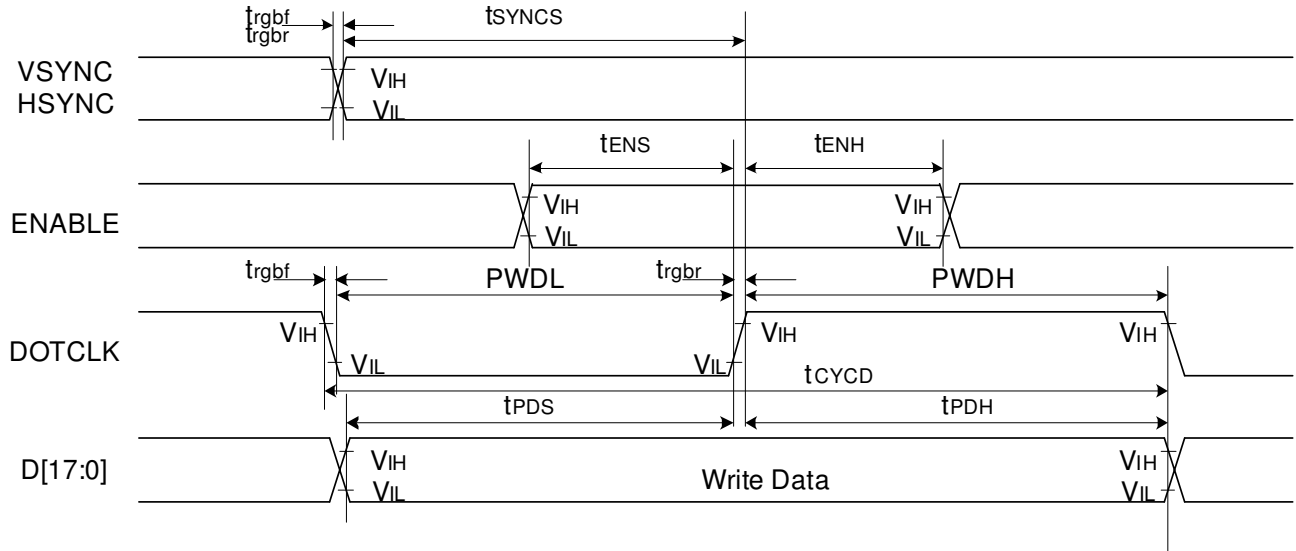 trgbf
trgbr
tSYNCS
VSYNC
HSYNC
VIH
VIL
tENS
tENH
ENABLE
VIH
VIL
VIH
VIL
trgbf
PWDL
trgbr
PWDH
DOTCLK
VIH
VIL
VIL
VIH
VIH
tCYCD
tPDS
tPDH
D[17:0]
VIH
VIL
Write Data
VIH
VIL